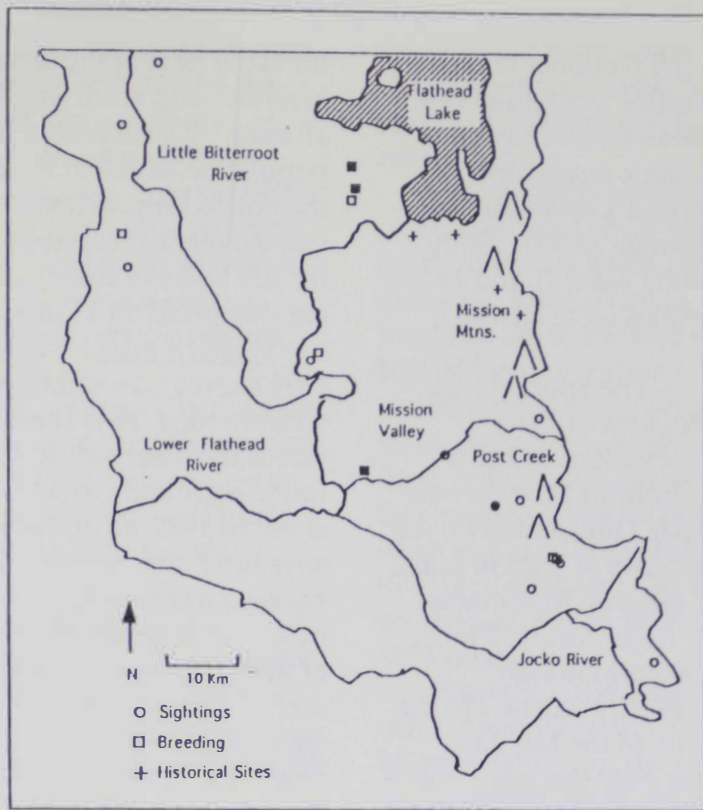 Flathead
Lake
Little Bitterroot
River
Mission
Mtns.
Mission
Valley
Lower Flathead
River
Post Creek
Jocko River
N
10 Km
Sightings
Breeding
Historical Sites